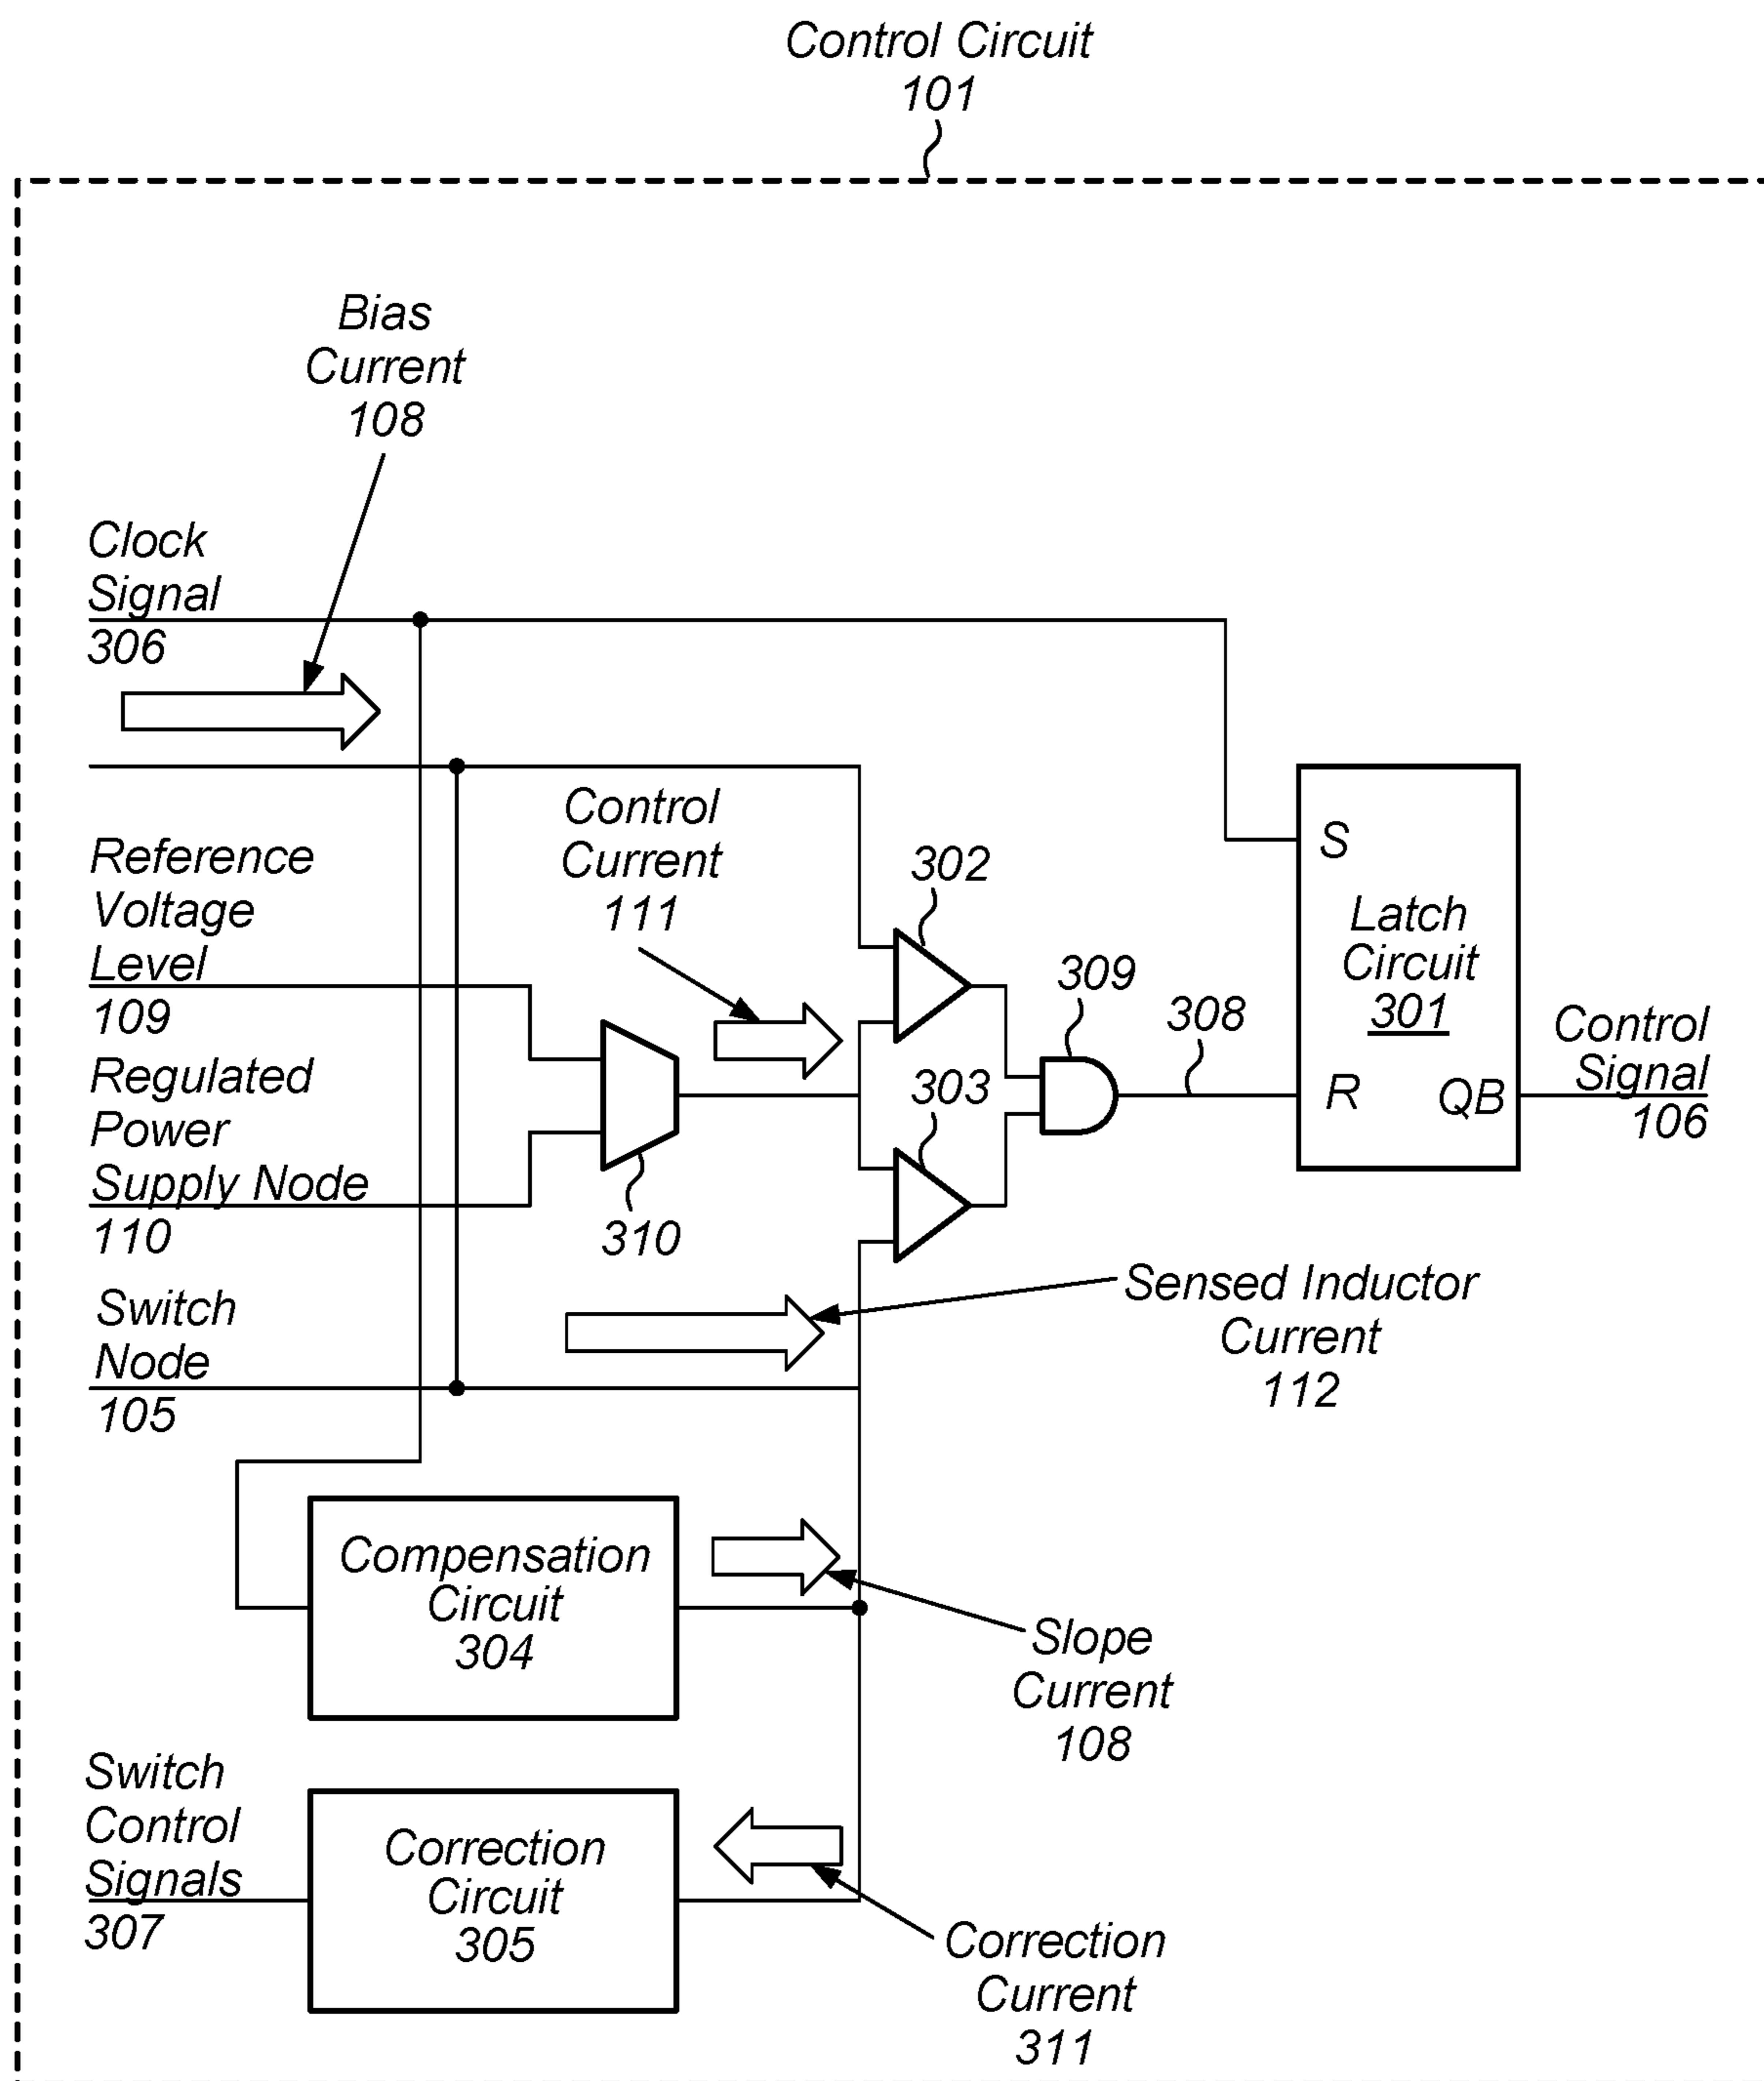 Control Circuit
101
Bias
Current
108
Clock
Signal
306
Control
Current
111
Reference
Voltage
Level
109
302
309
308
S
Latch
Circuit
301
R
QB
Control
Signal
106
Regulated
Power
Supply Node
110
303
310
Switch
Node
105
Sensed Inductor
Current
112
Compensation
Circuit
304
Slope
Current
108
Switch
Control
Signals
307
Correction
Circuit
305
Correction
Current
311